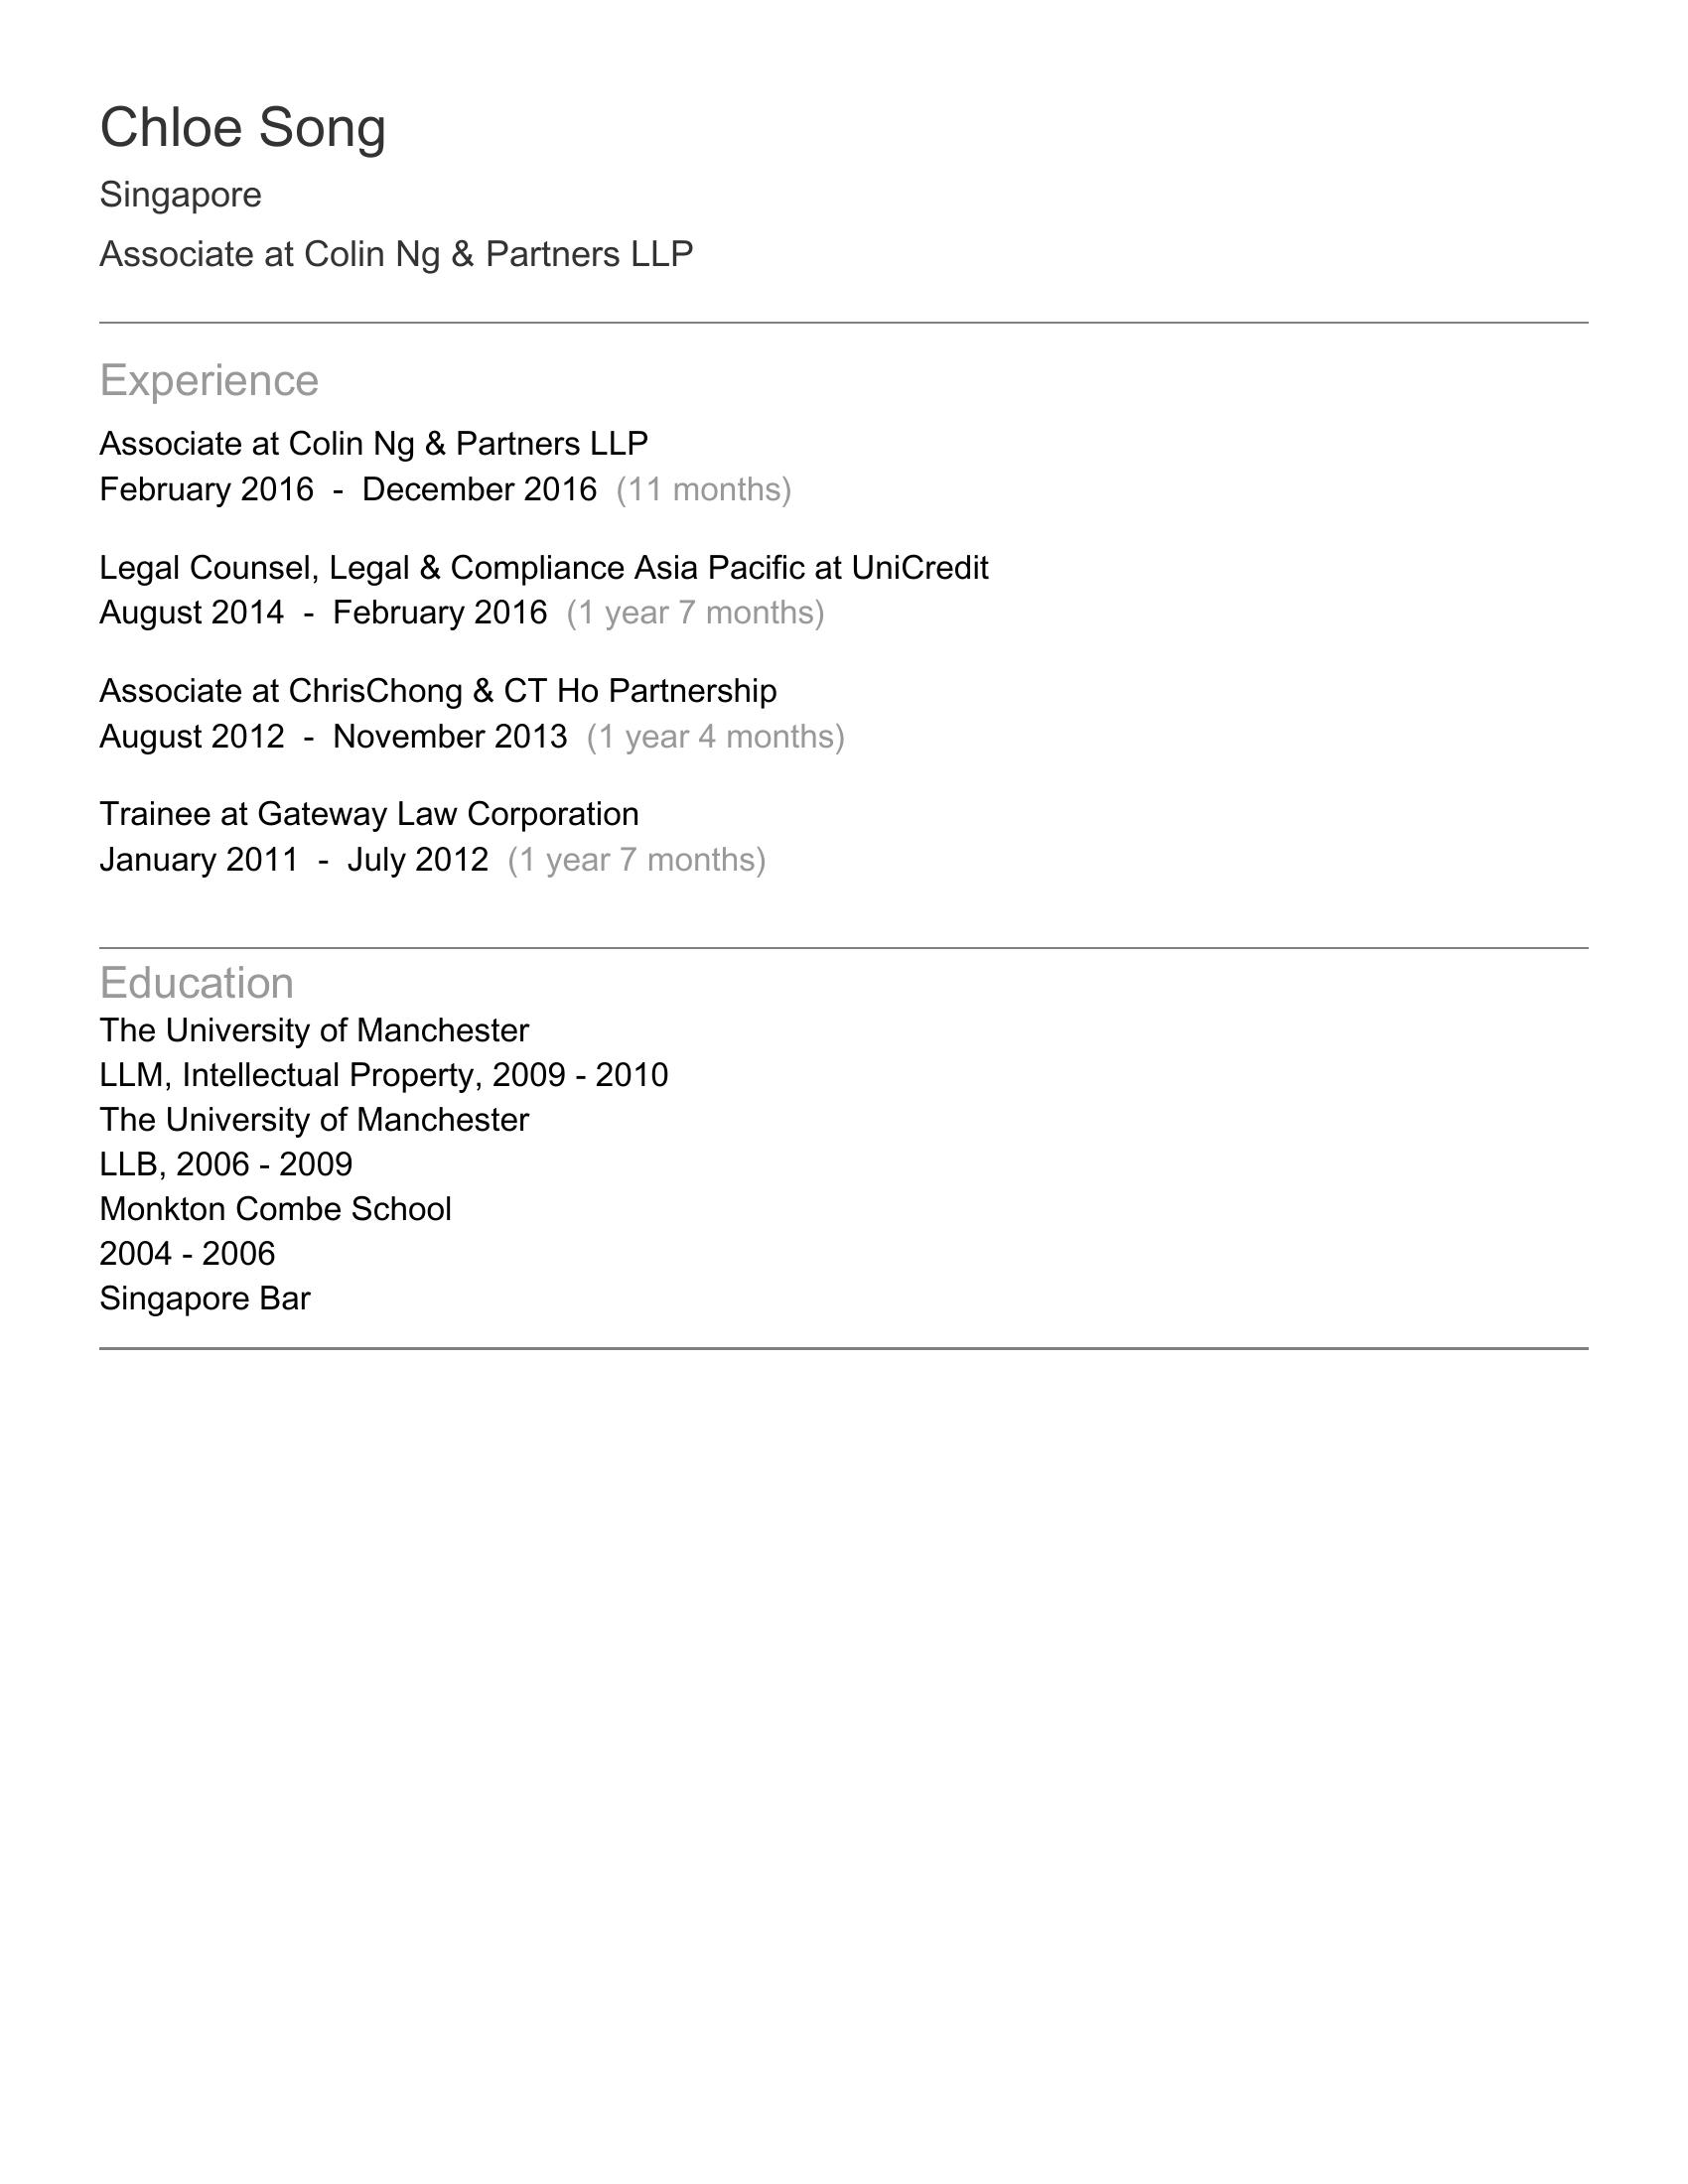 Chloe Song
Singapore
Associate at Colin Ng & Partners LLP
Experience
Associate at Colin Ng & Partners LLP
February 2016 - December 2016 (11 months)
Legal Counsel, Legal & Compliance Asia Pacific at UniCredit
August 2014 - February 2016 (1 year 7 months)
Associate at ChrisChong & CT Ho Partnership
August 2012 - November 2013 (1 year 4 months)
Trainee at Gateway Law Corporation
January 2011 - July 2012 (1 year 7 months)
Education
The University of Manchester
LLM, Intellectual Property, 2009 - 2010
The University of Manchester
LLB, 2006 - 2009
Monkton Combe School
2004 - 2006
Singapore Bar